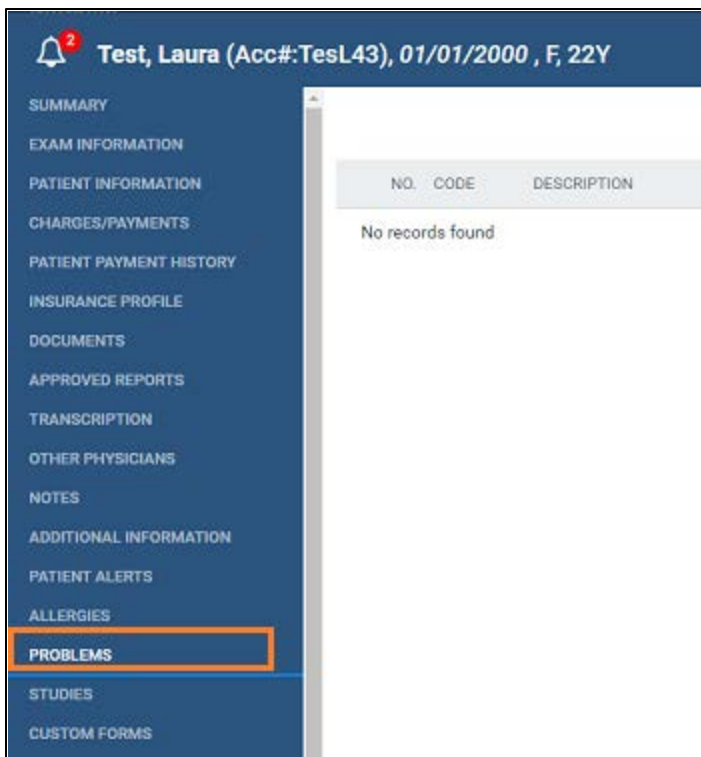 2
Test, Laura (Acc#:TesL43), 01/01/2000 , F, 22Y
SUMMARY
EXAM INFORMATION
PATIENT INFORMATION
CHARGES/PAYMENTS
PATIENT PAYMENT HISTORY
INSURANCE PROFILE
DOCUMENTS
APPROVED REPORTS
TRANSCRIPTION
OTHER PHYSICIANS
NOTES
ADDITIONAL INFORMATION
PATIENT ALERTS
ALLERGIES
PROBLEMS
STUDIES
CUSTOM FORMS
NO. CODE DESCRIPTION
No records found